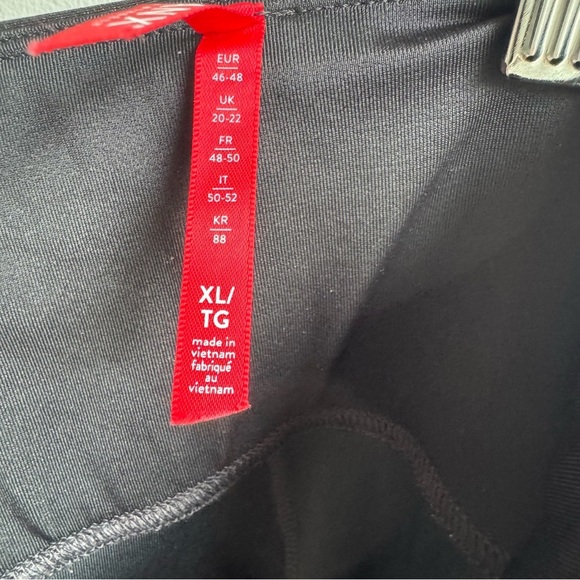 EUR
46-48
UK
20-22
FR
48-50
IT
50-52
KR
88
XL/
TG
made in
vietnam
fabriqué
au
vietnam